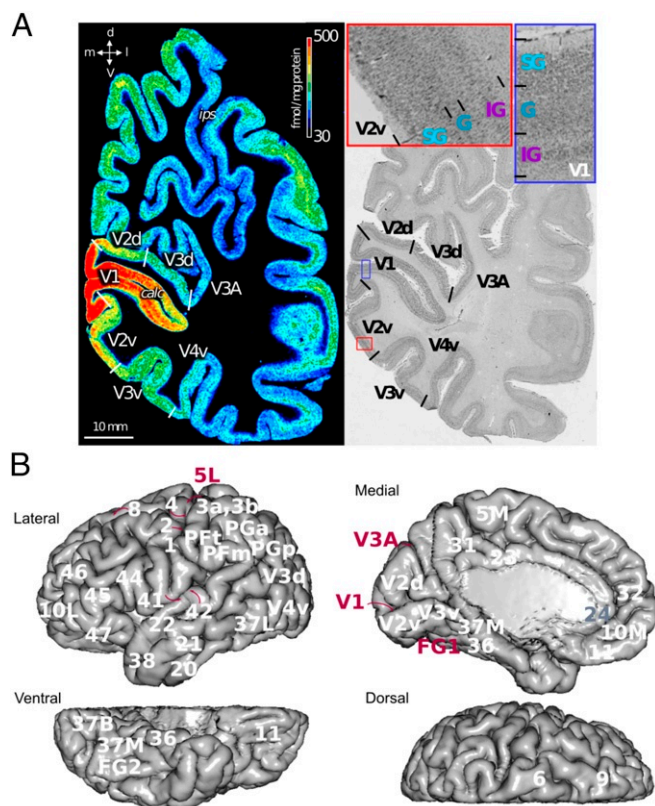 A
d
m l
V
500
fmol/mg protein
30
ips
V2d
V3d
V1
calc
V3A
V2v
V4v
V3v
10 mm
SG
G
IG
V2v
SG
G
IG
V1
V2d
V3d
V1
V3A
V2v
V4v
V3v
B
Lateral
5L
8
4
3a,3b
2
1
PFt
PGa
PFm
PGp
46
44
V3d
45
10L
41
42
V4v
47
22
37L
21
38
20
Medial
5M
V3A
31
23
V2d
32
V1
24
V2v
V3v
37M
10M
FG1
36
11
Ventral
37B
36
11
37M
FG2
Dorsal
6
9